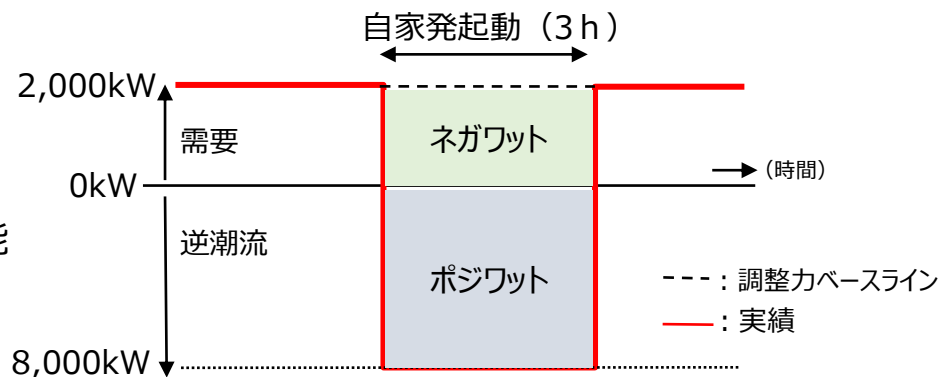 自家発起動（3ｈ）
2,000kW
需要
ネガワット
0kW
（時間）
能
逆潮流
ポジワット
：調整力ベースライン
：実績
8,000kW